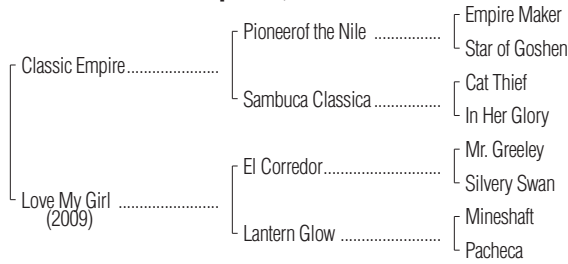 Empire Maker
Pioneerof the Nile ................
Star of Goshen
Classic Empire......................
Cat Thief
Sambuca Classica................
In Her Glory
Mr. Greeley
El Corredor............................
Silvery Swan
Love My Girl ........................
(2009)
Mineshaft
Lantern Glow ........................
Pacheca